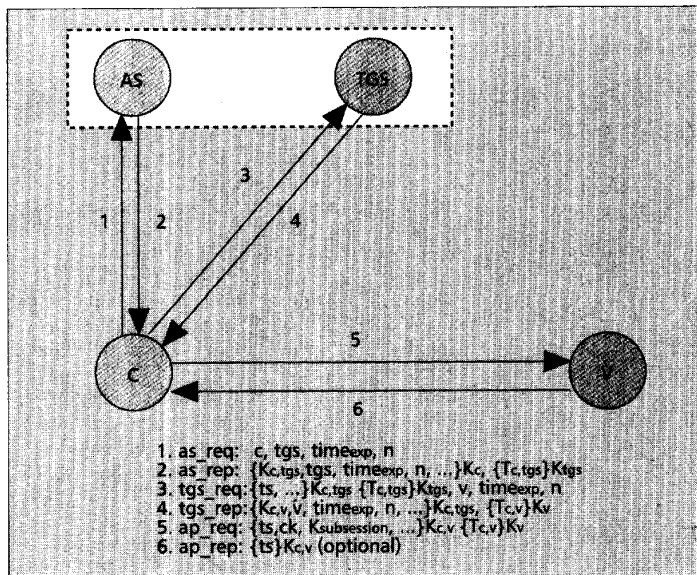 AS
TGS
3
4
1
2
5
C
V
6
1. as_req: c, tgs, timeexp, n
2. as_rep: {Kc,tgs,tgs, timeexp, n, ...}Kc, {Tc,tgs}Ktgs
3. tgs_req:{ts, ...}Kc,tgs {Tc,tgs}Ktgs, v, timeexp, n
4. tgs_rep:{Kc,v,v, timeexp, n, ...}Kc,tgs, {Tc,v}Kv
5. ap_req: {ts,ck, Ksubsession, ...}Kc,v {Tc,v}Kv
6. ap_rep: {ts}Kc,v (optional)